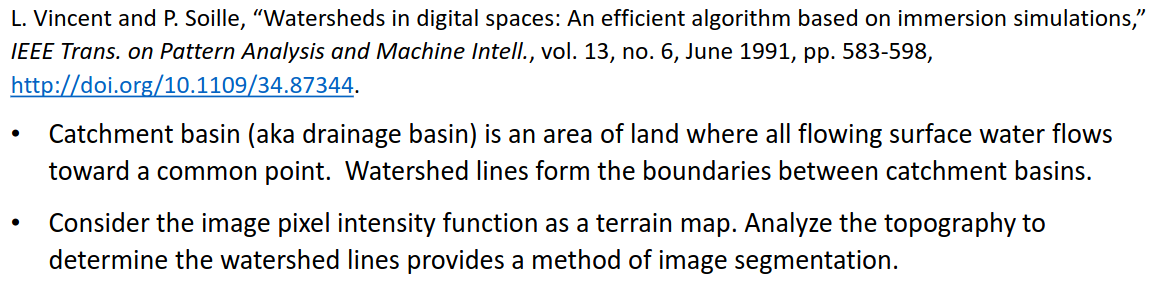 L. Vincent and P. Soille, “Watersheds in digital spaces: An efficient algorithm based on immersion simulations,”
IEEE Trans. on Pattern Analysis and Machine Intell., vol. 13, no. 6, June 1991, pp. 583-598,
http://doi.org/10.1109/34.87344.
• Catchment basin (aka drainage basin) is an area of land where all flowing surface water flows
toward a common point.  Watershed lines form the boundaries between catchment basins.
• Consider the image pixel intensity function as a terrain map. Analyze the topography to
determine the watershed lines provides a method of image segmentation.